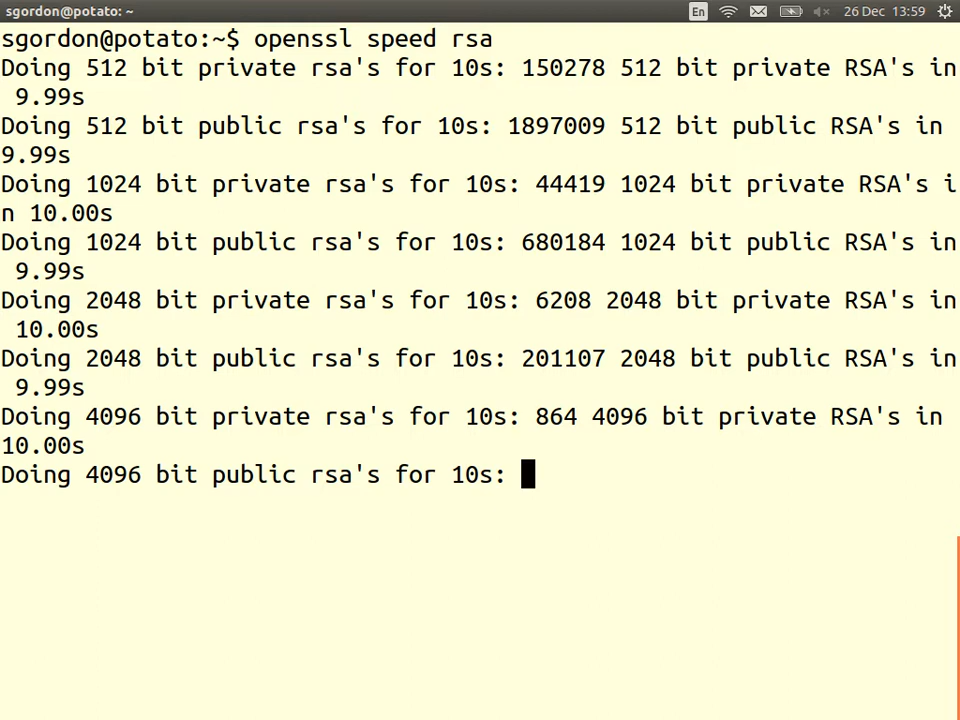 sgordon@potato: ~
En
26 Dec 13:59
sgordon@potato:~$ openssl speed rsa
Doing 512 bit private rsa's for 10s: 150278 512 bit private RSA's in
9.99s
Doing 512 bit public rsa's for 10s: 1897009 512 bit public RSA's in
9.99s
Doing 1024 bit private rsa's for 10s: 44419 1024 bit private RSA's i
n 10.00s
Doing 1024 bit public rsa's for 10s: 680184 1024 bit public RSA's in
9.99s
Doing 2048 bit private rsa's for 10s: 6208 2048 bit private RSA's in
10.00s
Doing 2048 bit public rsa's for 10s: 201107 2048 bit public RSA's in
9.99s
Doing 4096 bit private rsa's for 10s: 864 4096 bit private RSA's in
10.00s
Doing 4096 bit public rsa's for 10s: